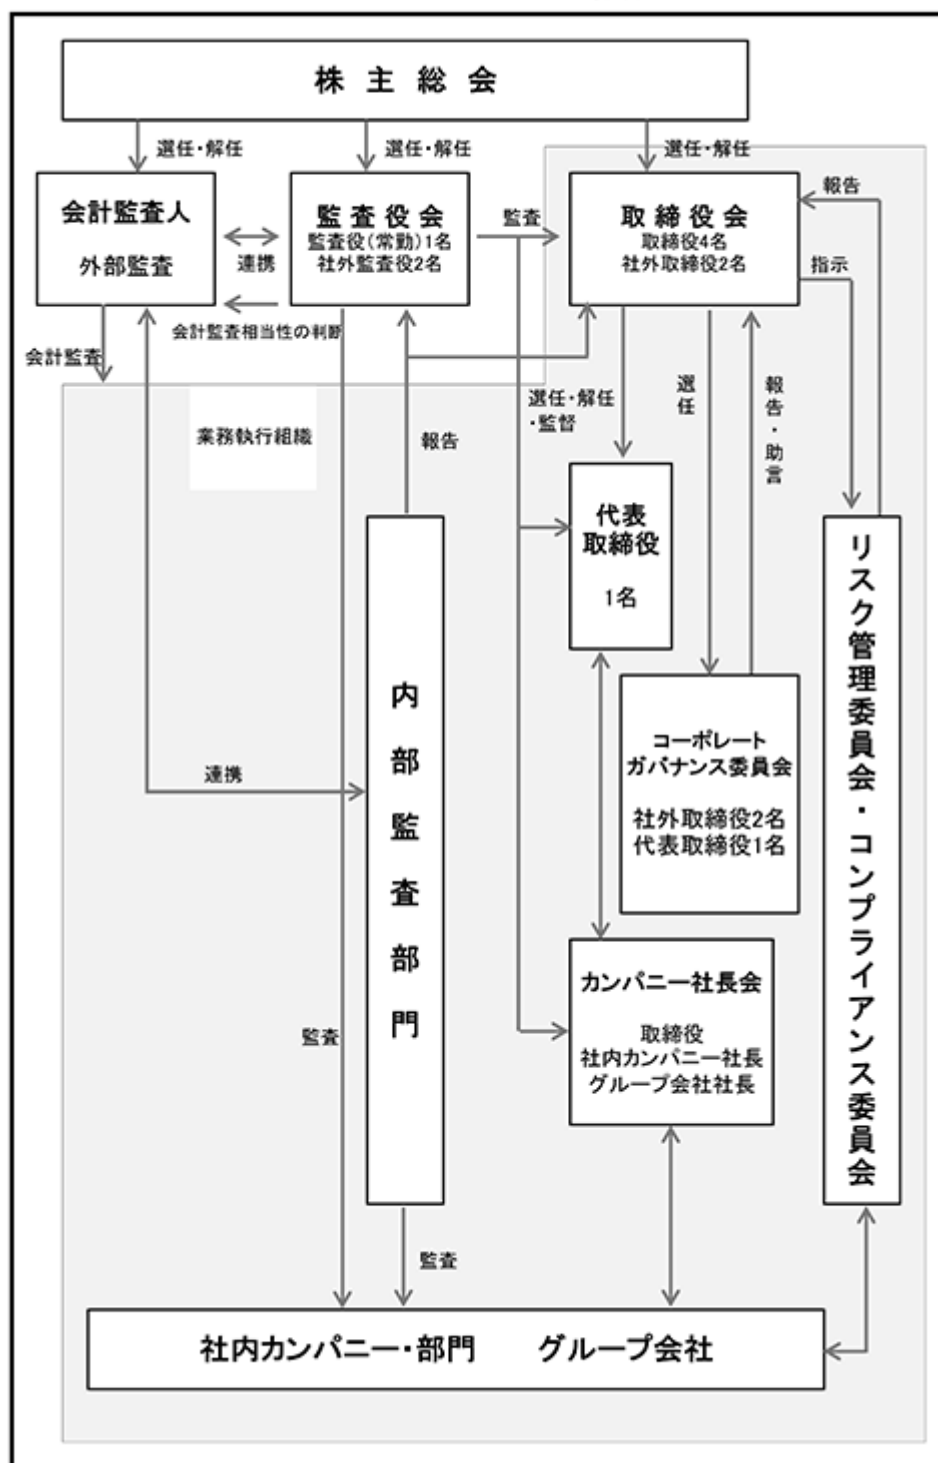 株主総会
選任・解任
選任・解任
選任・解任
会計監査人
外部監査
連携
監査役会
監査役(常勤)1名
社外監査役2名
監査
取締役会
取締役4名
社外取締役2名
報告
指示
会計監査相当性の判断
会計監査
業務執行組織
報告
選任・解任
・監督
選任
報告・助言
代表
取締役
1名
リスク管理委員会・コンプライアンス委員会
内部監査部門
連携
コーポレート
ガバナンス委員会
社外取締役2名
代表取締役1名
カンパニー社長会
取締役
社内カンパニー社長
グループ会社社長
監査
監査
社内カンパニー・部門 グループ会社